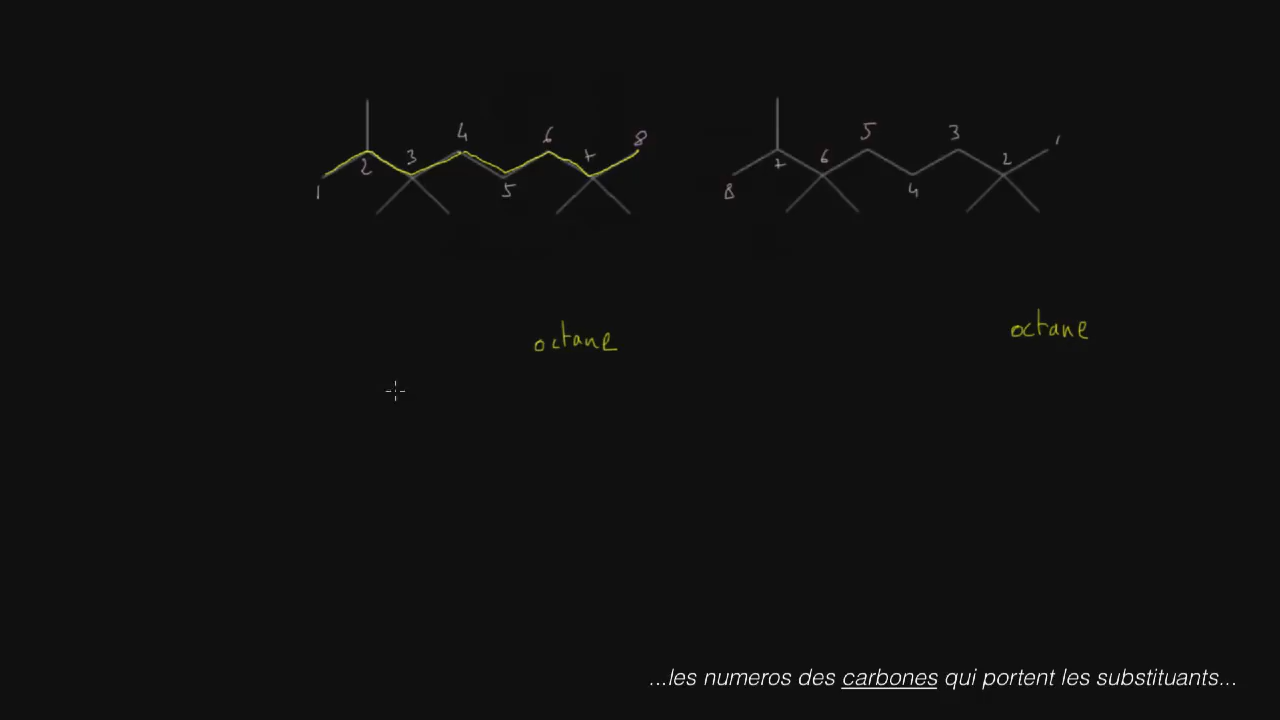 1 2 3 4 5 6 7 8
8 7 6 5 4 3 2 1
octane
octane
...les numeros des carbones qui portent les substituants...